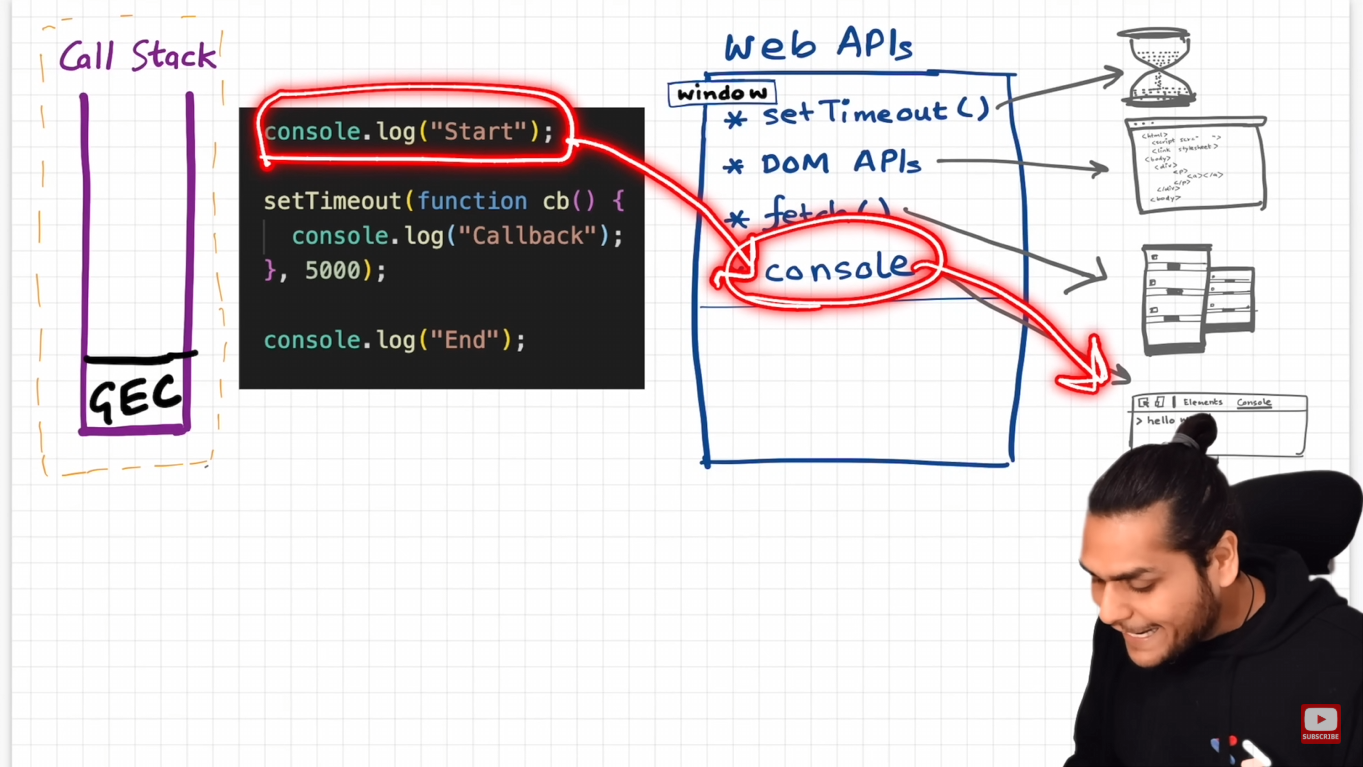 Call Stack
GEC
console.log("Start");
setTimeout(function cb() {
console.log("Callback");
}, 5000);
console.log("End");
Web APIs
window
* setTimeout()
* DOM APIs
* fetch()
console
<html>
<script src=" ">
<link stylesheet>
<body>
<div>
<p>
<a></a>
</p>
</div>
<body>
Elements Console
> hello
SUBSCRIBE